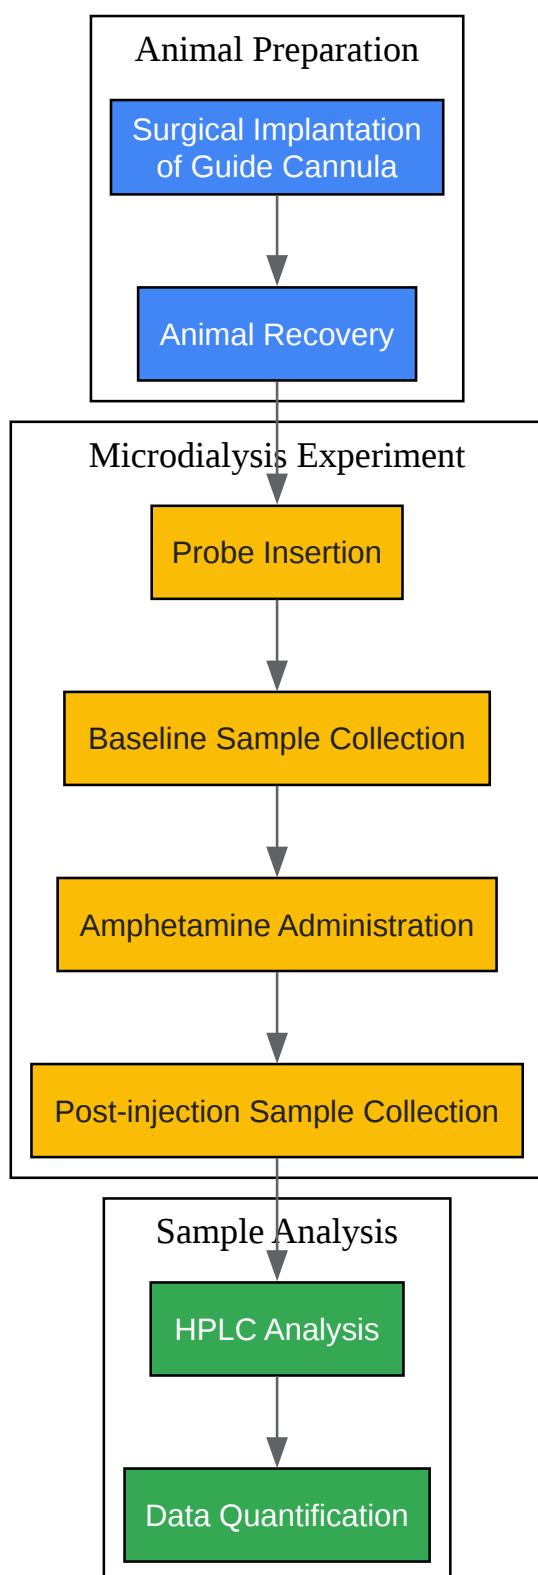 Animal Preparation
Surgical Implantation
of Guide Cannula
Animal Recovery
Microdialysis Experiment
Probe Insertion
Baseline Sample Collection
Amphetamine Administration
Post-injection Sample Collection
Sample Analysis
HPLC Analysis
Data Quantification